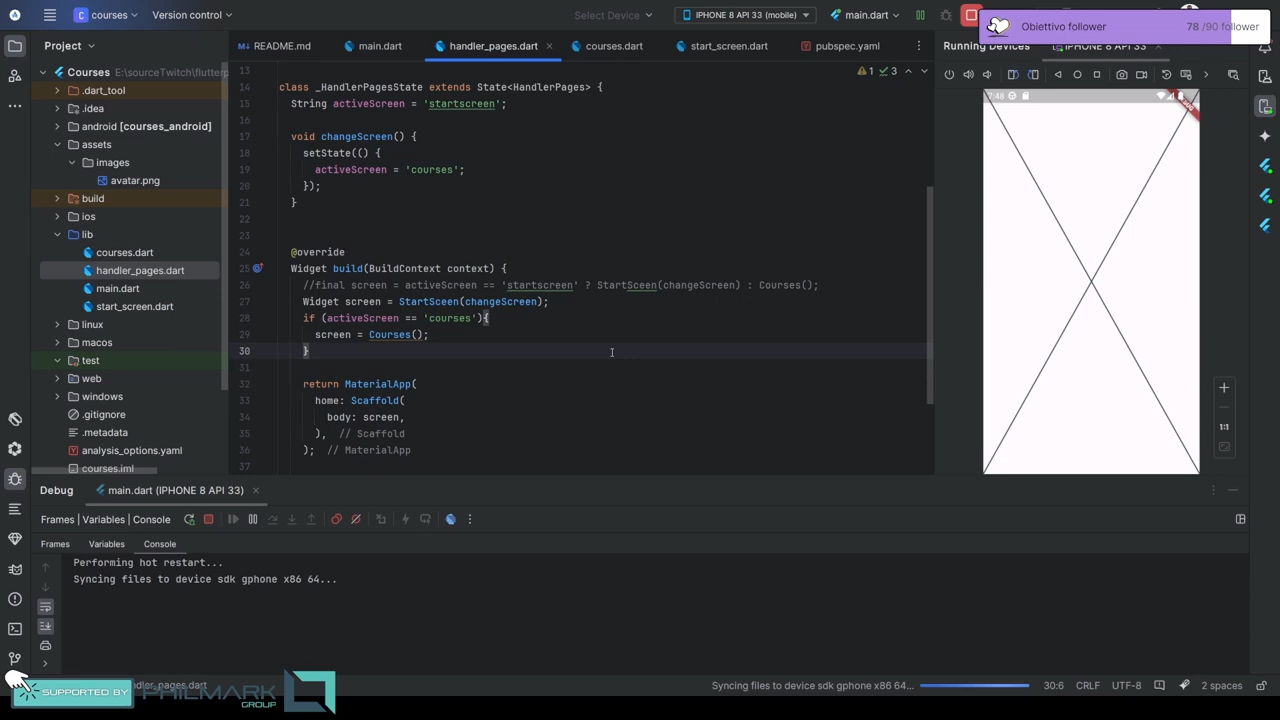 courses
Version control
Select Device
IPHONE 8 API 33 (mobile)
main.dart
Obiettivo follower
78 /90 follower
Project
README.md
main.dart
handler_pages.dart
courses.dart
start_screen.dart
pubspec.yaml
Running Devices
IPHONE 8 API 33
Courses E:\sourceTwitch\flutterp
.dart_tool
.idea
android [courses_android]
assets
images
avatar.png
build
ios
lib
courses.dart
handler_pages.dart
main.dart
start_screen.dart
linux
macos
test
web
windows
.gitignore
.metadata
analysis_options.yaml
courses.iml
1 3
13
14 class _HandlerPagesState extends State<HandlerPages> {
15 String activeScreen = 'startscreen';
16
17 void changeScreen() {
18 setState(() {
19 activeScreen = 'courses';
20 });
21 }
22
23
24 @override
25 Widget build(BuildContext context) {
26 //final screen = activeScreen == 'startscreen' ? StartSceen(changeScreen) : Courses();
27 Widget screen = StartSceen(changeScreen);
28 if (activeScreen == 'courses'){
29 screen = Courses();
30 }
31
32 return MaterialApp(
33 home: Scaffold(
34 body: screen,
35 ), // Scaffold
36 ); // MaterialApp
37
1:1
Debug
main.dart (IPHONE 8 API 33)
Frames | Variables | Console
Frames
Variables
Console
Performing hot restart...
Syncing files to device sdk gphone x86 64...
SUPPORTED BY
PHILMARK
GROUP
handler_pages.dart
Syncing files to device sdk gphone x86 64...
30:6
CRLF
UTF-8
2 spaces